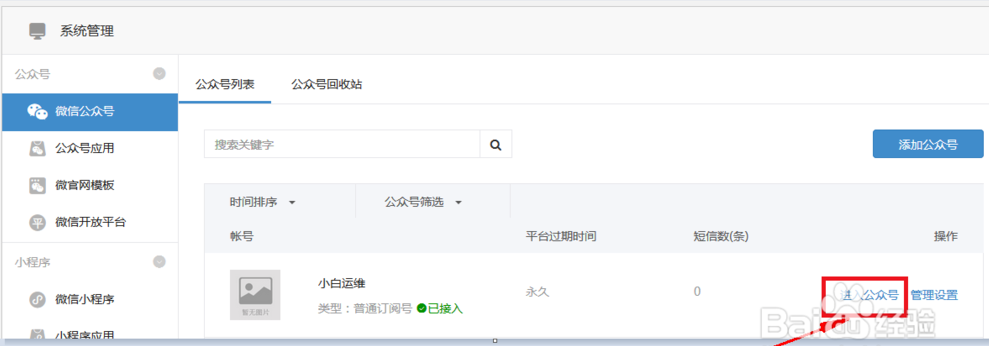 系统管理
公众号
微信公众号
公众号应用
微官网模板
微信开放平台
小程序
微信小程序
小程序应用
公众号列表 公众号回收站
搜索关键字
添加公众号
时间排序 公众号筛选
帐号 平台过期时间 短信数(条) 操作
暂无图片
小白运维
类型：普通订阅号 已接入
永久 0 进入公众号 管理设置
Baidu 经验